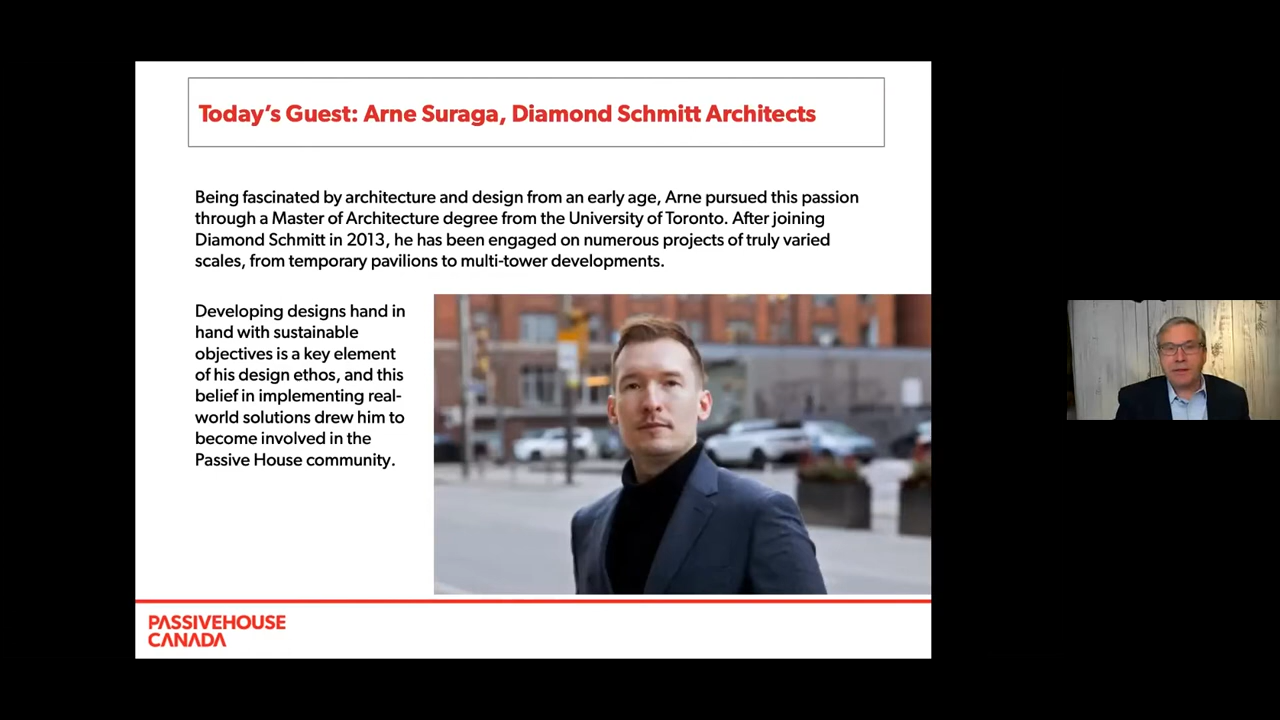 Today's Guest: Arne Suraga, Diamond Schmitt Architects
Being fascinated by architecture and design from an early age, Arne pursued this passion
through a Master of Architecture degree from the University of Toronto. After joining
Diamond Schmitt in 2013, he has been engaged on numerous projects of truly varied
scales, from temporary pavilions to multi-tower developments.
Developing designs hand in
hand with sustainable
objectives is a key element
of his design ethos, and this
belief in implementing real-
world solutions drew him to
become involved in the
Passive House community.
PASSIVEHOUSE
CANADA